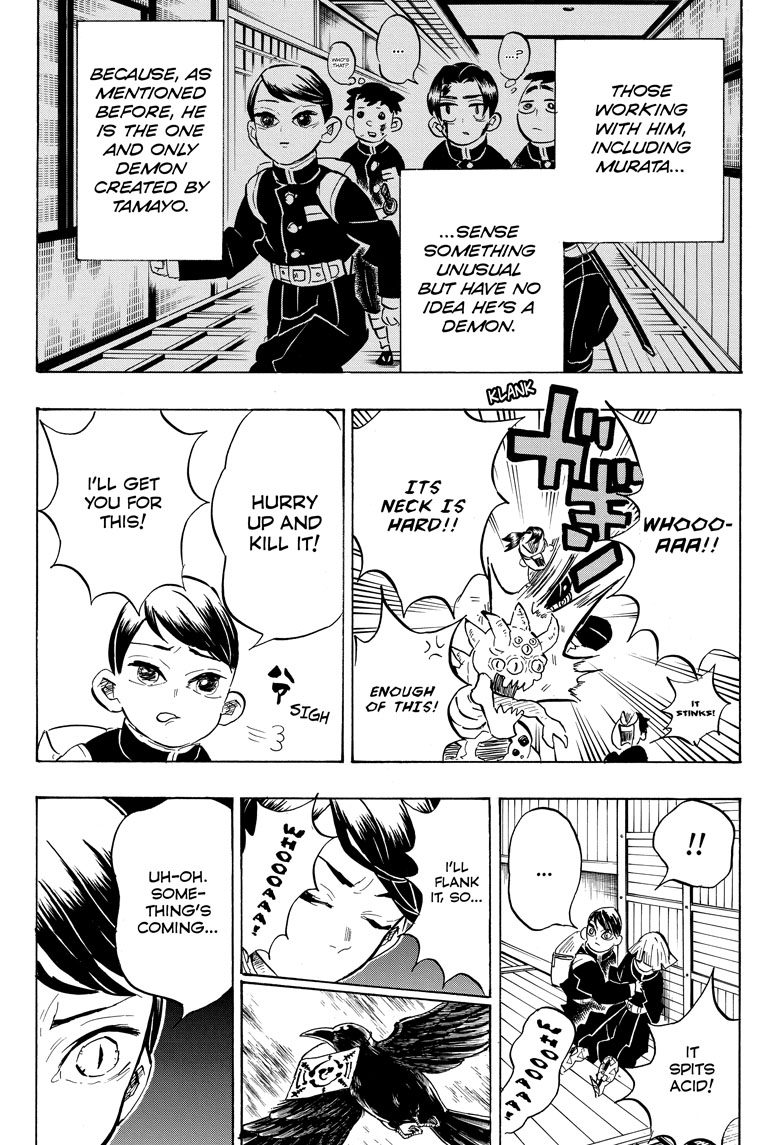 THOSE
WORKING
WITH HIM,
INCLUDING
MURATA...
...?
...
WHO'S
THAT?
...SENSE
SOMETHING
UNUSUAL
BUT HAVE NO
IDEA HE'S A
DEMON.
BECAUSE, AS
MENTIONED
BEFORE, HE
IS THE ONE
AND ONLY
DEMON
CREATED BY
TAMAYO.
KLANK
WHOOO-
AAA!!
ITS
NECK IS
HARD!!
IT
STINKS!
ENOUGH
OF THIS!
HURRY
UP AND
KILL IT!
I'LL GET
YOU FOR
THIS!
SIGH
!!
...
IT
SPITS
ACID!
WHOOOAAA!
I'LL
FLANK
IT, SO...
WHOOOAAAA!
UH-OH.
SOME-
THING'S
COMING...